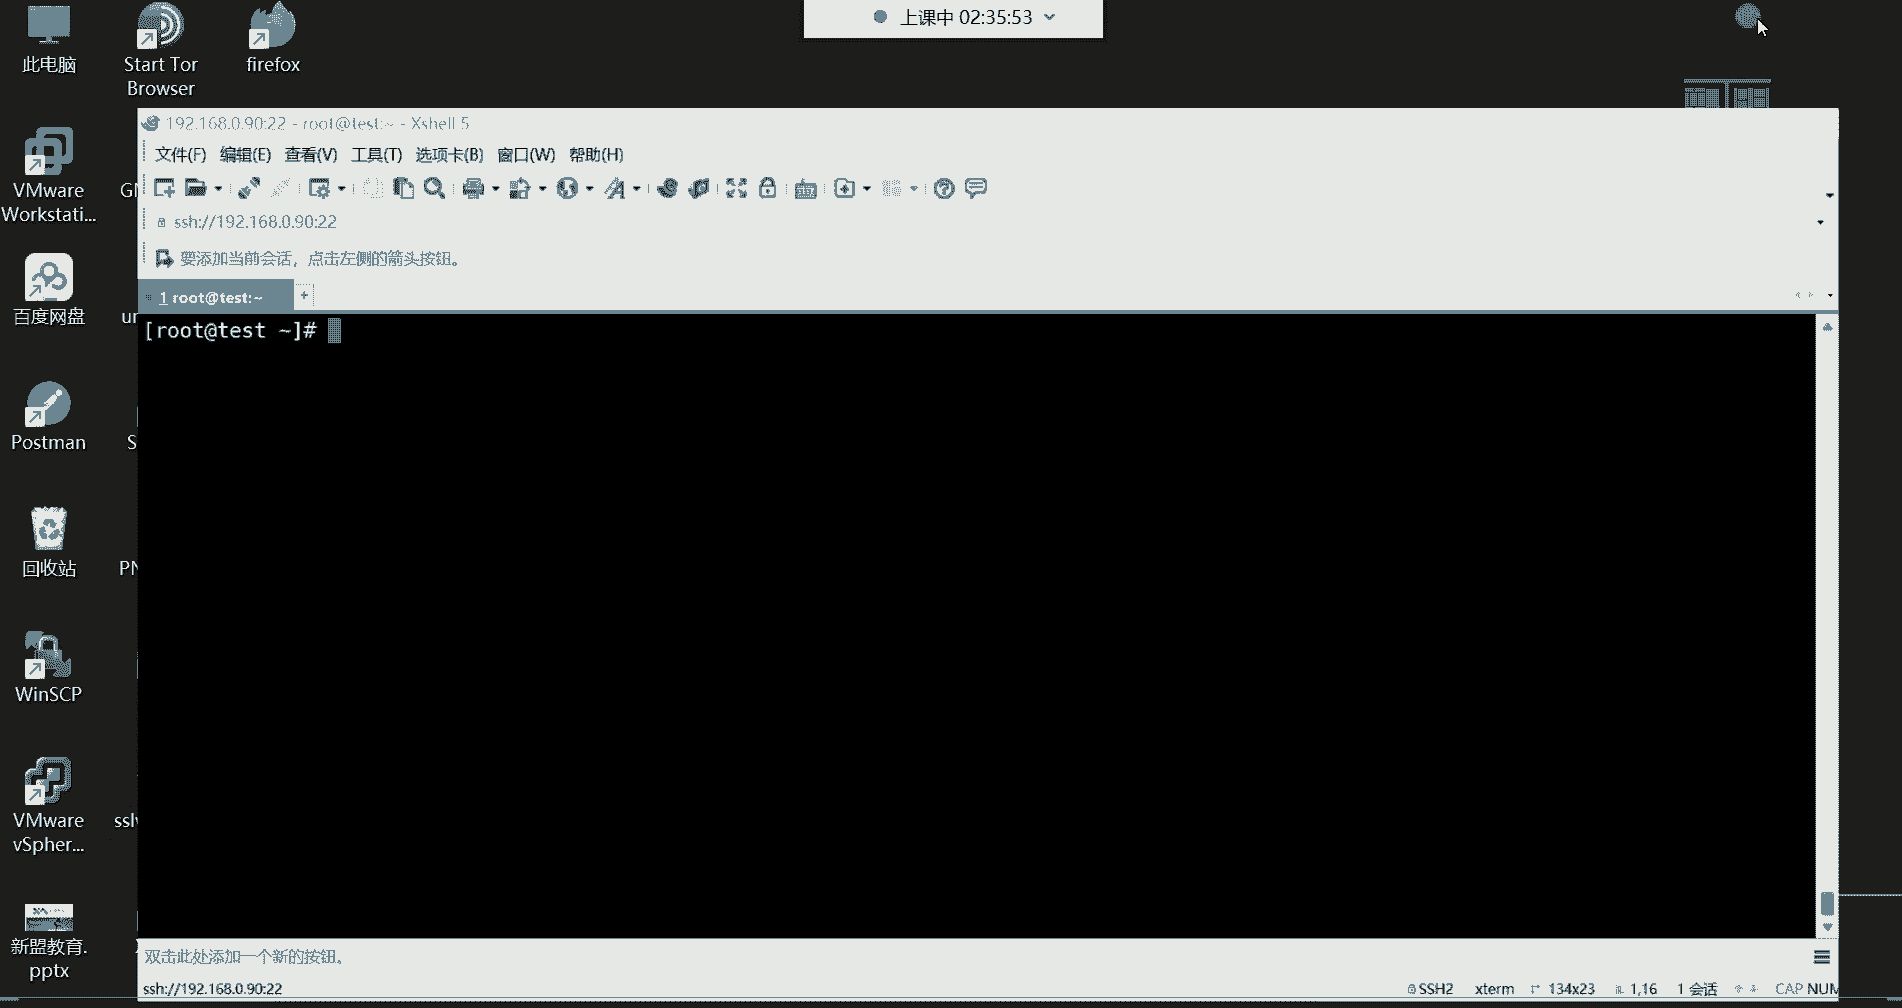 上课中 02:35:53
此电脑
Start Tor
Browser
firefox
192.168.0.90:22 - root@test:~ - Xshell 5
文件(F) 编辑(E) 查看(V) 工具(T) 选项卡(B) 窗口(W) 帮助(H)
VMware
Workstati...
ssh://192.168.0.90:22
要添加当前会话，点击左侧的箭头按钮。
1 root@test:~ +
百度网盘
[root@test ~]#
Postman
回收站
WinSCP
VMware
vSpher...
新盟教育.
pptx
双击此处添加一个新的按钮。
ssh://192.168.0.90:22 SSH2 xterm 134x23 1,16 1 会话 CAP NUM